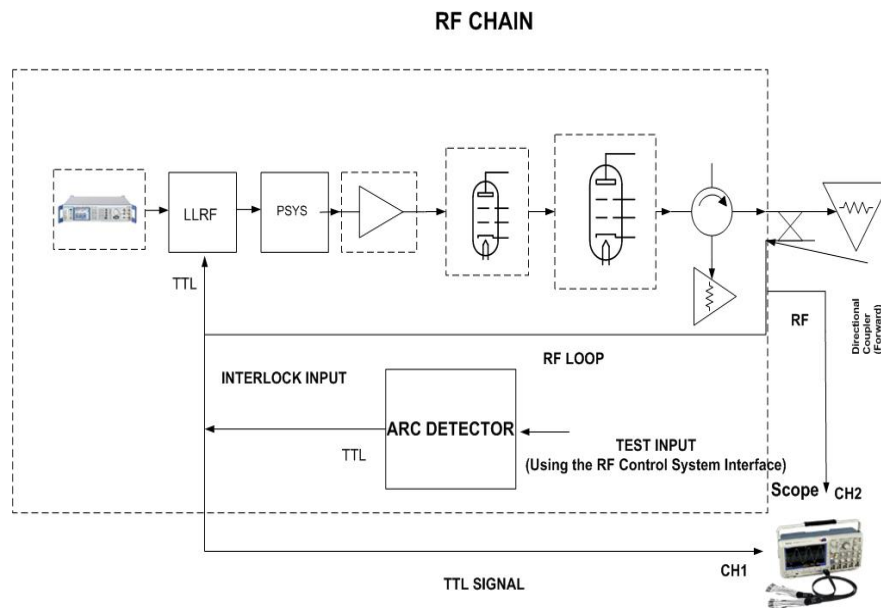 RF CHAIN
LLRF
PSYS
TTL
RF
Directional
Coupler
(Forward)
RF LOOP
INTERLOCK INPUT
ARC DETECTOR
TTL
TEST INPUT
(Using the RF Control System Interface)
Scope
CH2
CH1
TTL SIGNAL